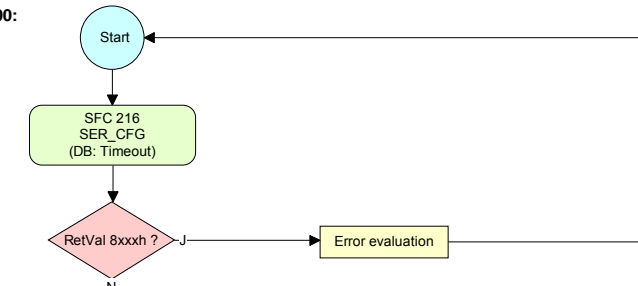 00:
Start
SFC 216
SER_CFG
(DB: Timeout)
RetVal 8xxxh ?
J
Error evaluation
N